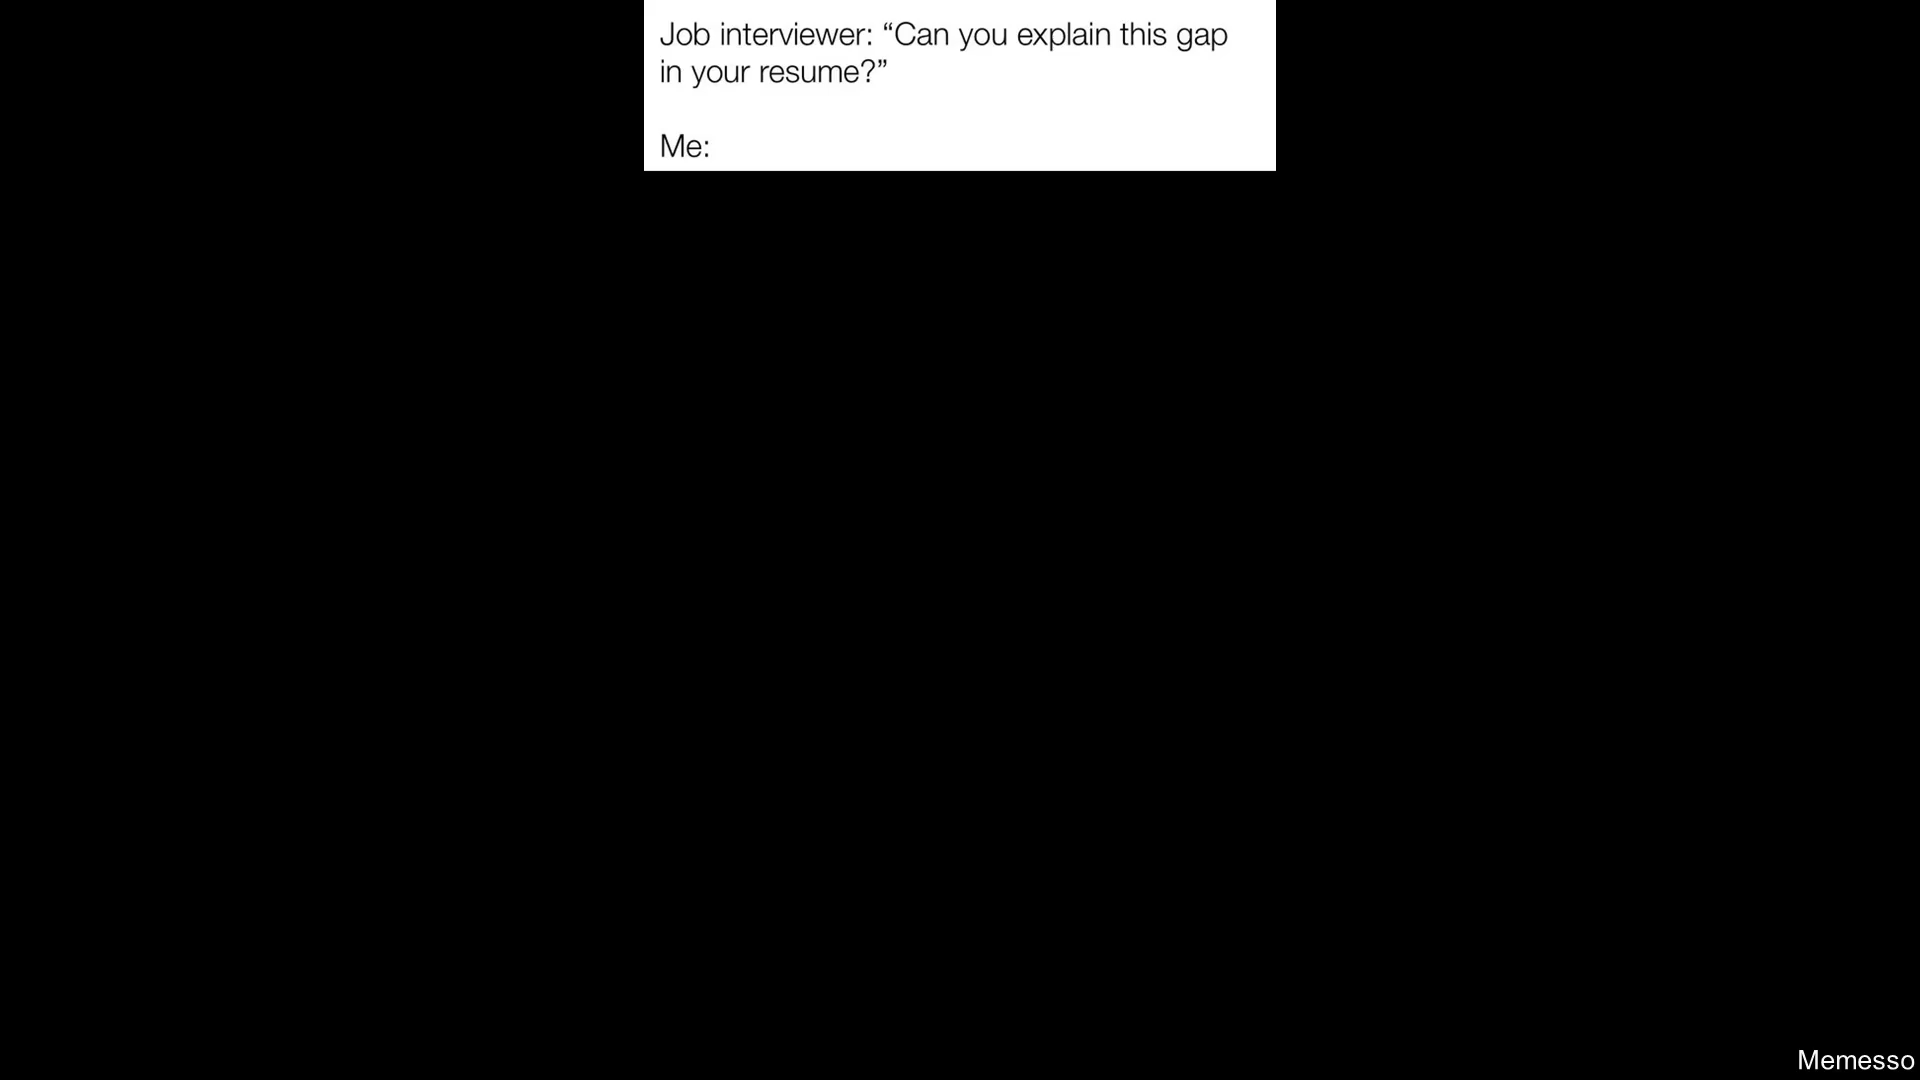 Job interviewer: “Can you explain this gap
in your resume?”
Me:
Memesso